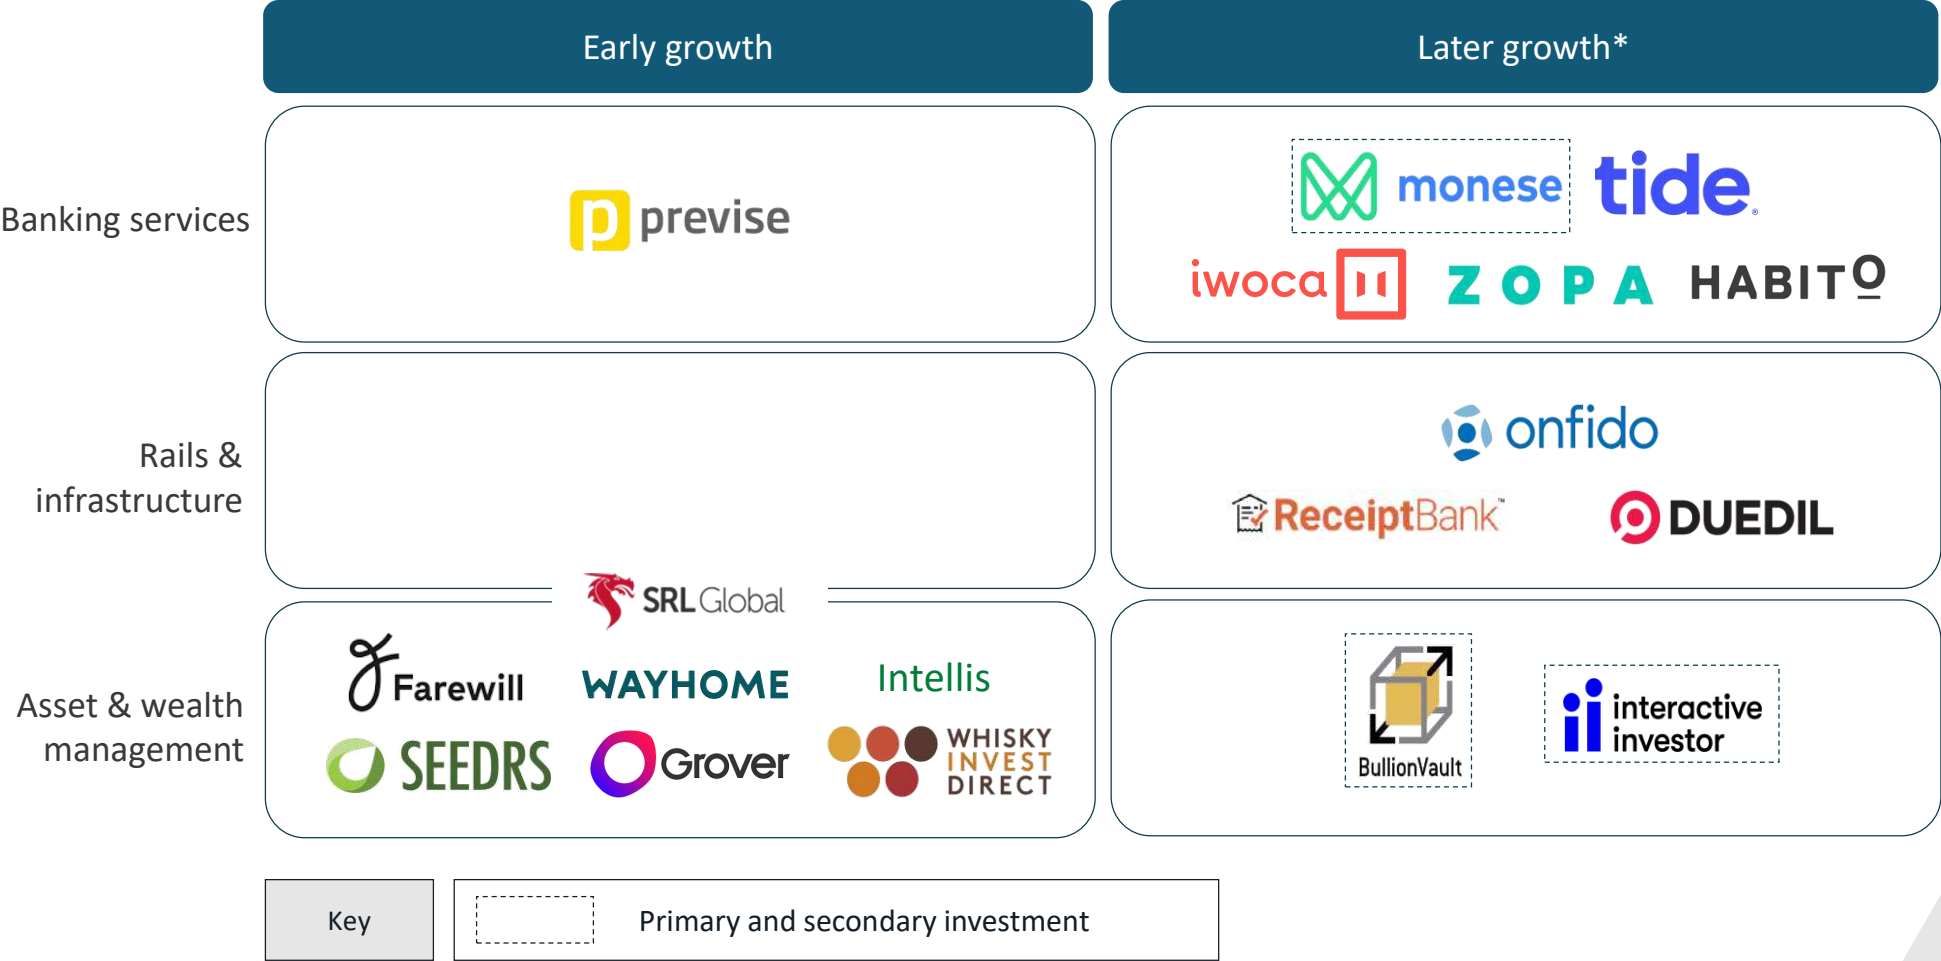 Early growth
Later growth*
Banking services
previse
monese
tide
iwoca
ZOPA
HABITO
Rails &
infrastructure
onfido
ReceiptBank™
DUEDIL
Asset & wealth
management
SRL Global
Farewill
WAYHOME
Intellis
SEEDRS
Grover
WHISKY
INVEST
DIRECT
BullionVault
interactive
investor
Key
Primary and secondary investment